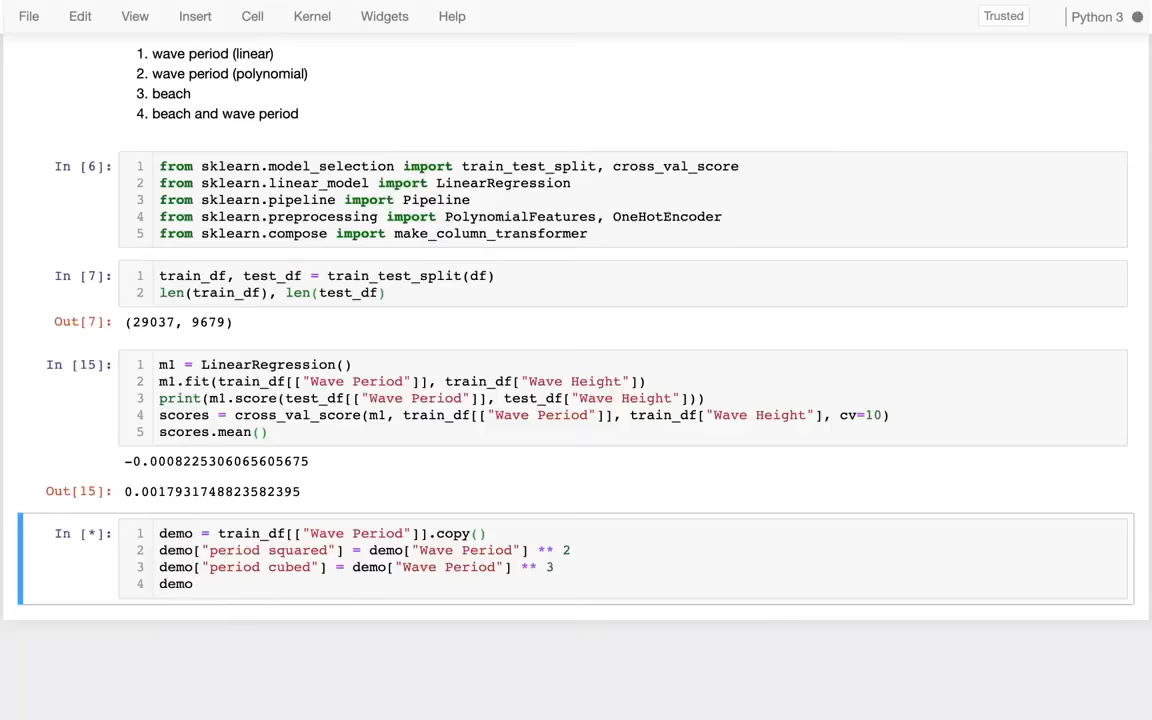 File Edit View Insert Cell Kernel Widgets Help Trusted Python 3
1. wave period (linear)
2. wave period (polynomial)
3. beach
4. beach and wave period
In [6]: 1 from sklearn.model_selection import train_test_split, cross_val_score
2 from sklearn.linear_model import LinearRegression
3 from sklearn.pipeline import Pipeline
4 from sklearn.preprocessing import PolynomialFeatures, OneHotEncoder
5 from sklearn.compose import make_column_transformer
In [7]: 1 train_df, test_df = train_test_split(df)
2 len(train_df), len(test_df)
Out[7]: (29037, 9679)
In [15]: 1 m1 = LinearRegression()
2 m1.fit(train_df[["Wave Period"]], train_df["Wave Height"])
3 print(m1.score(test_df[["Wave Period"]], test_df["Wave Height"]))
4 scores = cross_val_score(m1, train_df[["Wave Period"]], train_df["Wave Height"], cv=10)
5 scores.mean()
-0.0008225306065605675
Out[15]: 0.0017931748823582395
In [*]: 1 demo = train_df[["Wave Period"]].copy()
2 demo["period squared"] = demo["Wave Period"] ** 2
3 demo["period cubed"] = demo["Wave Period"] ** 3
4 demo